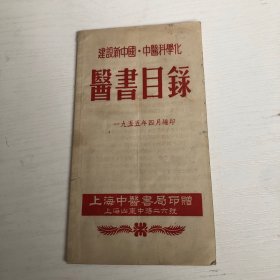 建設新中國·中醫科學化
醫書目錄
一九五五年四月編印
上海中醫書局印贈
上海山東中路二六號